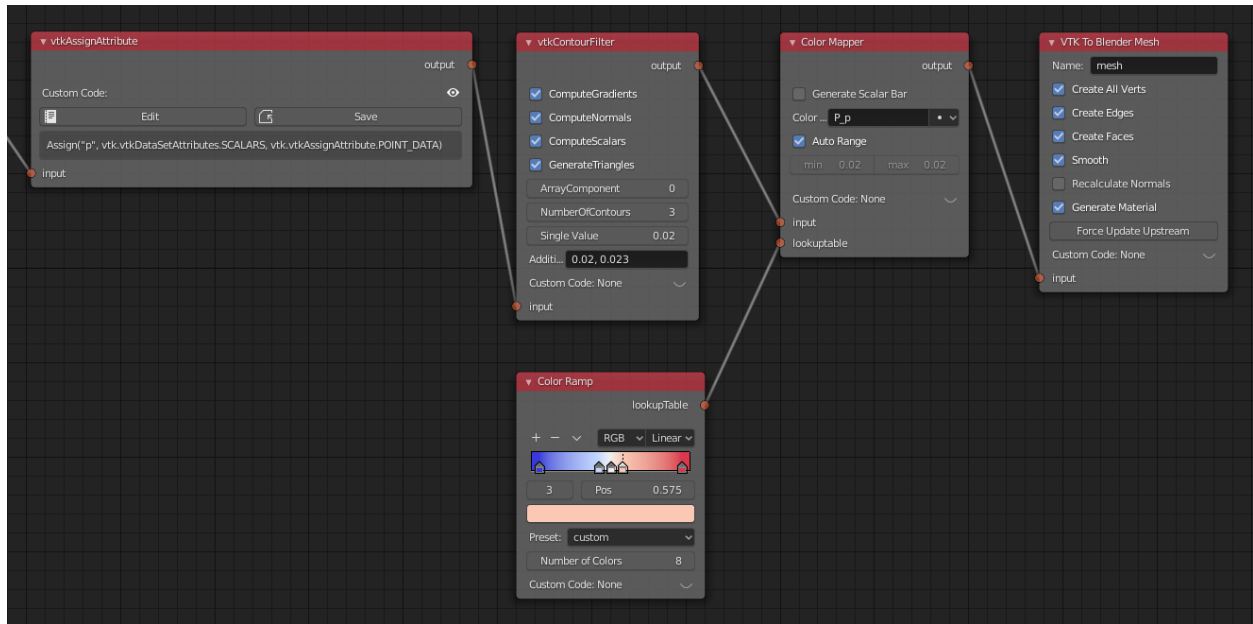 vtkAssignAttribute
output
Custom Code:
Edit
Save
Assign("p", vtk.vtkDataSetAttributes.SCALARS, vtk.vtkAssignAttribute.POINT_DATA)
input
vtkContourFilter
output
ComputeGradients
ComputeNormals
ComputeScalars
GenerateTriangles
ArrayComponent 0
NumberOfContours 3
Single Value 0.02
Additi... 0.02, 0.023
Custom Code: None
input
Color Mapper
output
Generate Scalar Bar
Color ... P_p
Auto Range
min 0.02 max 0.02
Custom Code: None
input
lookuptable
VTK To Blender Mesh
Name: mesh
Create All Verts
Create Edges
Create Faces
Smooth
Recalculate Normals
Generate Material
Force Update Upstream
Custom Code: None
input
Color Ramp
lookupTable
RGB Linear
3 Pos 0.575
Preset: custom
Number of Colors 8
Custom Code: None